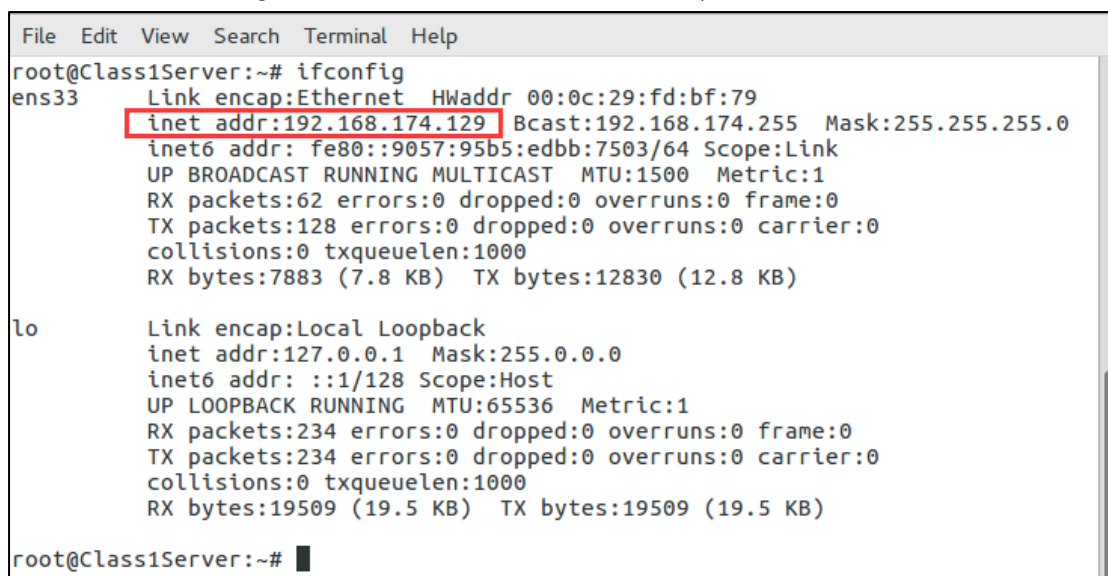 File Edit View Search Terminal Help
root@Class1Server:~# ifconfig
ens33 Link encap:Ethernet HWaddr 00:0c:29:fd:bf:79
inet addr:192.168.174.129 Bcast:192.168.174.255 Mask:255.255.255.0
inet6 addr: fe80::9057:95b5:edbb:7503/64 Scope:Link
UP BROADCAST RUNNING MULTICAST MTU:1500 Metric:1
RX packets:62 errors:0 dropped:0 overruns:0 frame:0
TX packets:128 errors:0 dropped:0 overruns:0 carrier:0
collisions:0 txqueuelen:1000
RX bytes:7883 (7.8 KB) TX bytes:12830 (12.8 KB)
lo Link encap:Local Loopback
inet addr:127.0.0.1 Mask:255.0.0.0
inet6 addr: ::1/128 Scope:Host
UP LOOPBACK RUNNING MTU:65536 Metric:1
RX packets:234 errors:0 dropped:0 overruns:0 frame:0
TX packets:234 errors:0 dropped:0 overruns:0 carrier:0
collisions:0 txqueuelen:1000
RX bytes:19509 (19.5 KB) TX bytes:19509 (19.5 KB)
root@Class1Server:~#